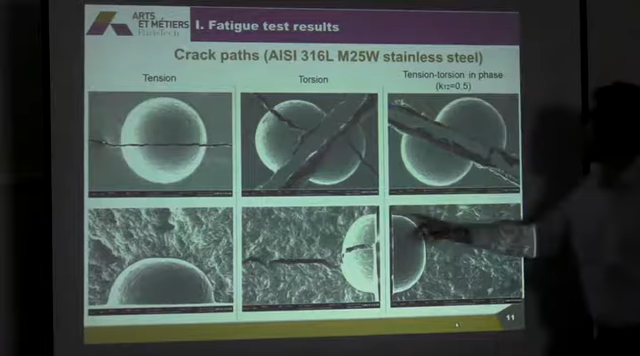 ARTS
ET MÉTIERS
ParisTech
I. Fatigue test results
Crack paths (AISI 316L M25W stainless steel)
Tension
Torsion
Tension-torsion in phase
(k₁₂=0.5)
11